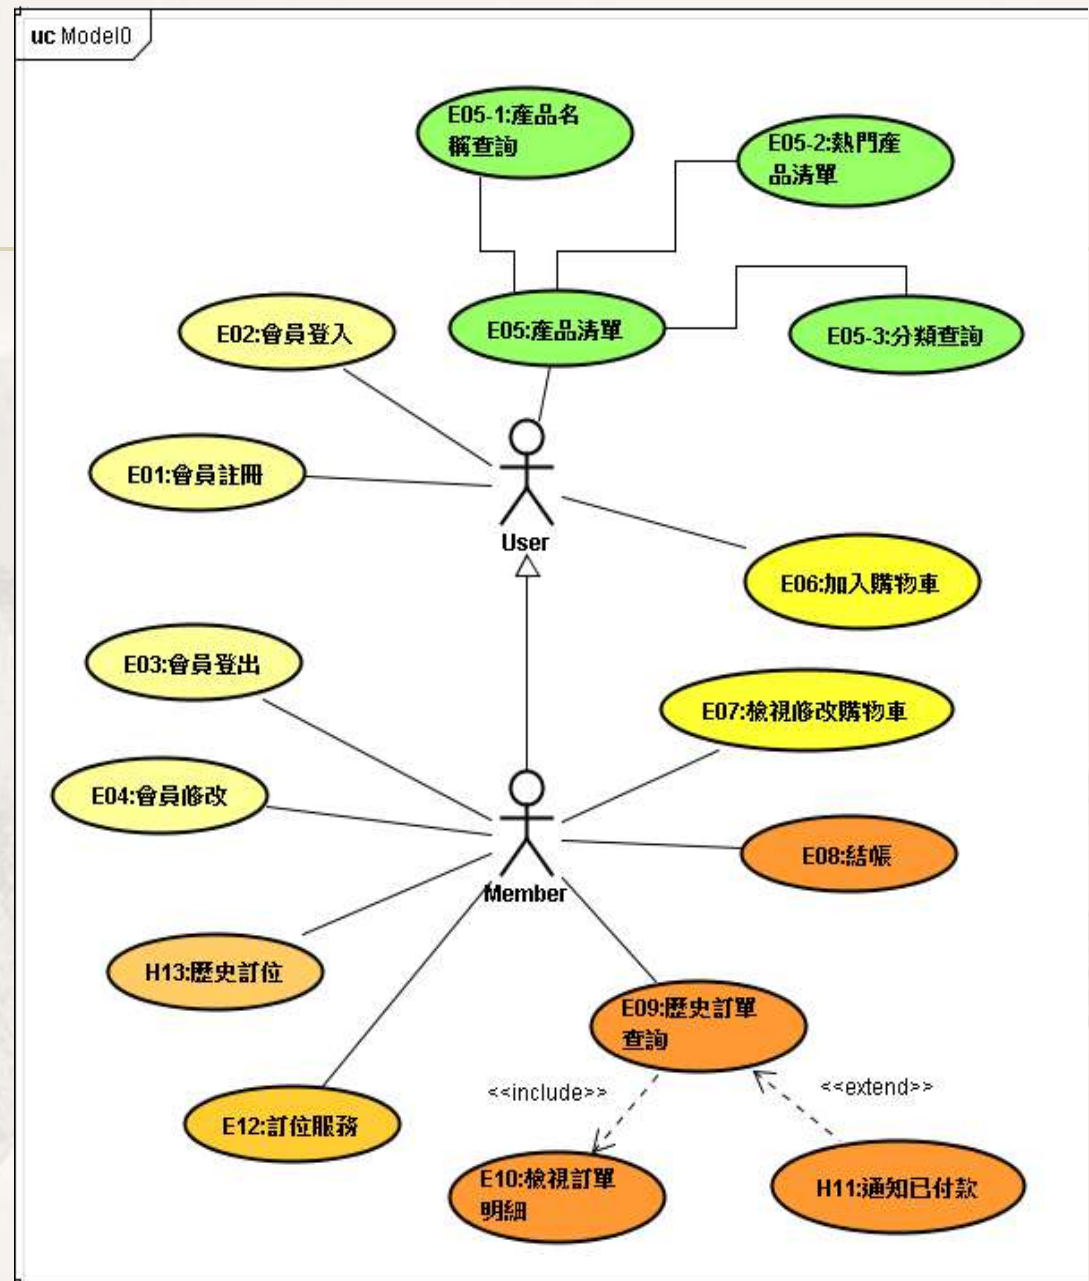 uc Model0
E05-1:產品名
稱查詢
E05-2:熱門產
品清單
E02:會員登入
E05:產品清單
E05-3:分類查詢
E01:會員註冊
User
E06:加入購物車
E03:會員登出
E07:檢視修改購物車
E04:會員修改
E08:結帳
Member
H13:歷史訂位
E09:歷史訂單
查詢
<<include>>
<<extend>>
E12:訂位服務
E10:檢視訂單
明細
H11:通知已付款